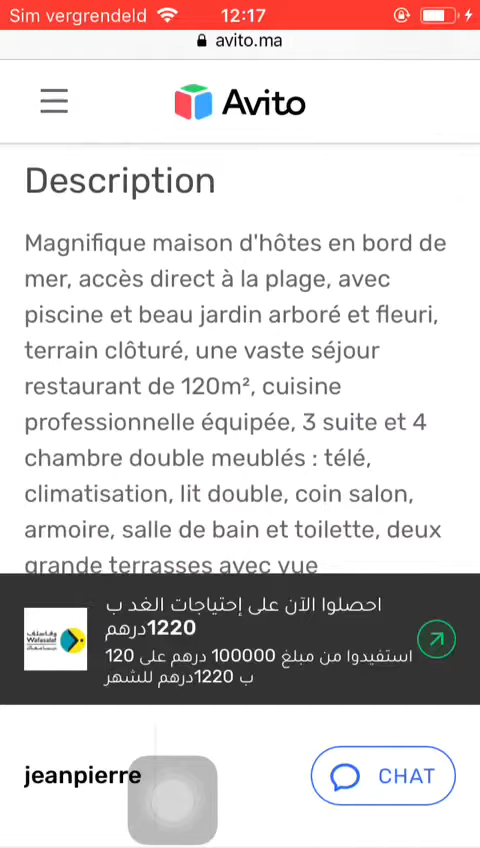 Sim vergrendeld
12:17
avito.ma
Avito
Description
Magnifique maison d'hôtes en bord de
mer, accès direct à la plage, avec
piscine et beau jardin arboré et fleuri,
terrain clôturé, une vaste séjour
restaurant de 120m², cuisine
professionnelle équipée, 3 suite et 4
chambre double meublés : télé,
climatisation, lit double, coin salon,
armoire, salle de bain et toilette, deux
grande terrasses avec vue
احصلوا الآن على إحتياجات الغد ب
1220درهم
استفيدوا من مبلغ 100000 درهم على 120
ب 1220درهم للشهر
وفاسلف
Wafasalaf
jeanpierre
CHAT